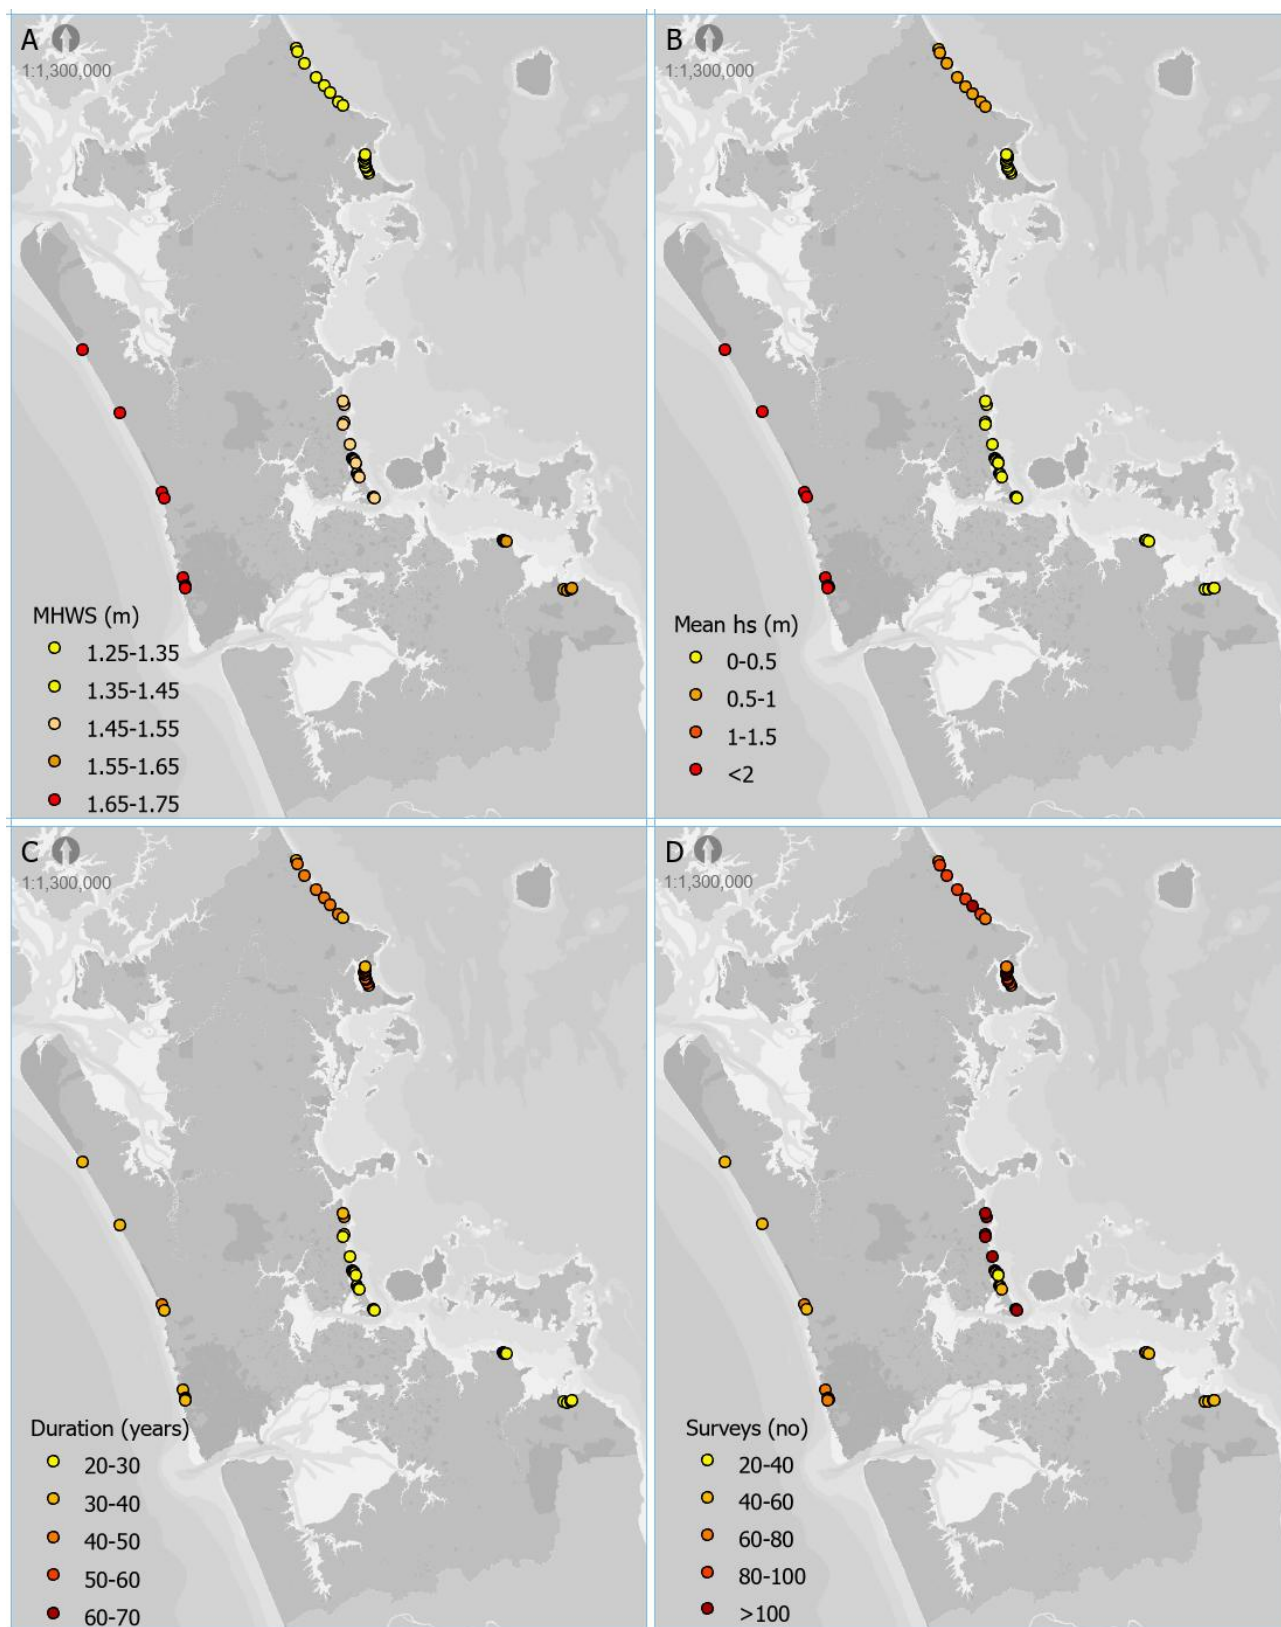 A
1:1,300,000
MHWS (m)
1.25-1.35
1.35-1.45
1.45-1.55
1.55-1.65
1.65-1.75
B
1:1,300,000
Mean hs (m)
0-0.5
0.5-1
1-1.5
<2
C
1:1,300,000
Duration (years)
20-30
30-40
40-50
50-60
60-70
D
1:1,300,000
Surveys (no)
20-40
40-60
60-80
80-100
>100